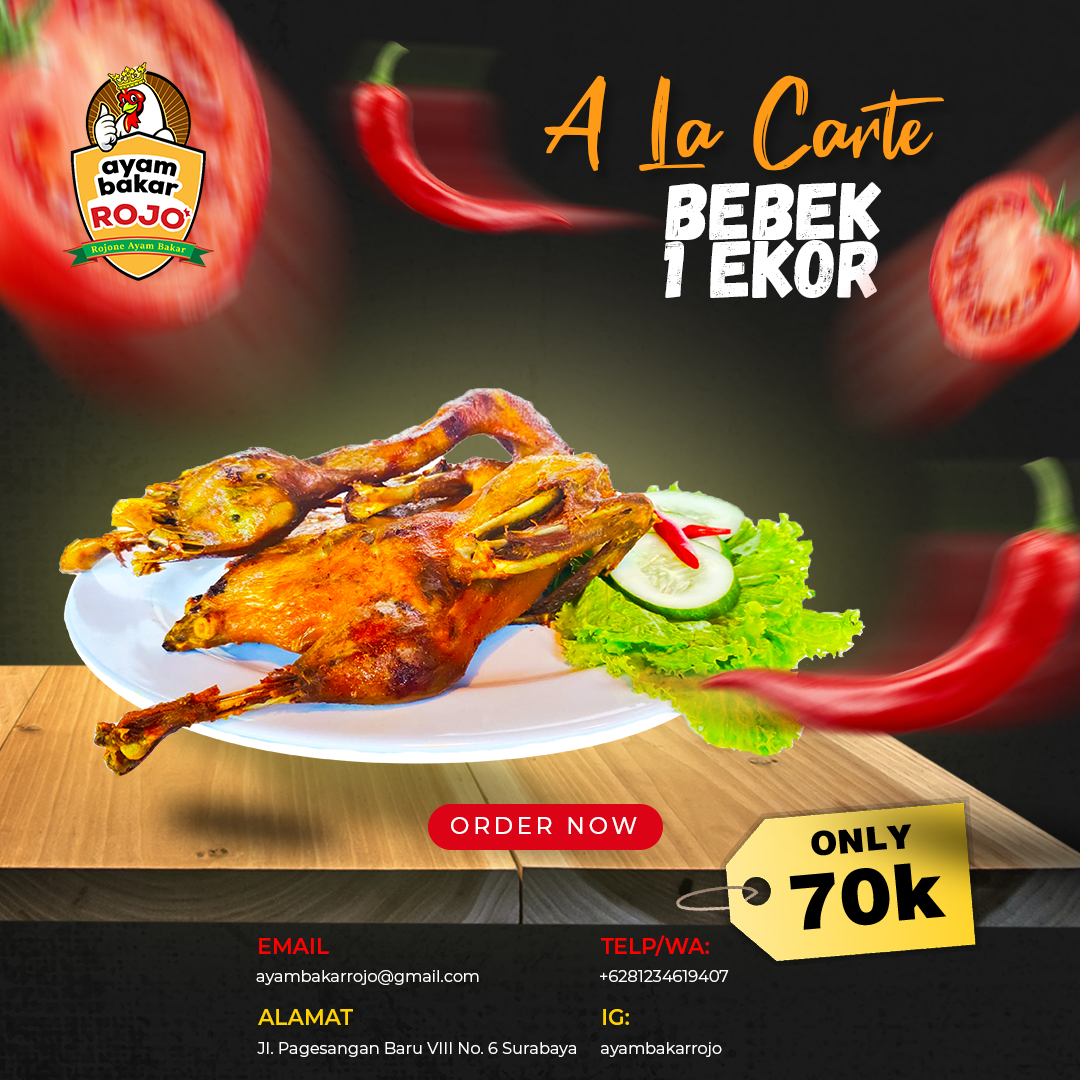 ayam
bakar
ROJO
Rojone Ayam Bakar
A La Carte
BEBEK
1 EKOR
ORDER NOW
ONLY
70k
EMAIL
ayambakarrojo@gmail.com
TELP/WA:
+6281234619407
ALAMAT
Jl. Pagesangan Baru VIII No. 6 Surabaya
IG:
ayambakarrojo